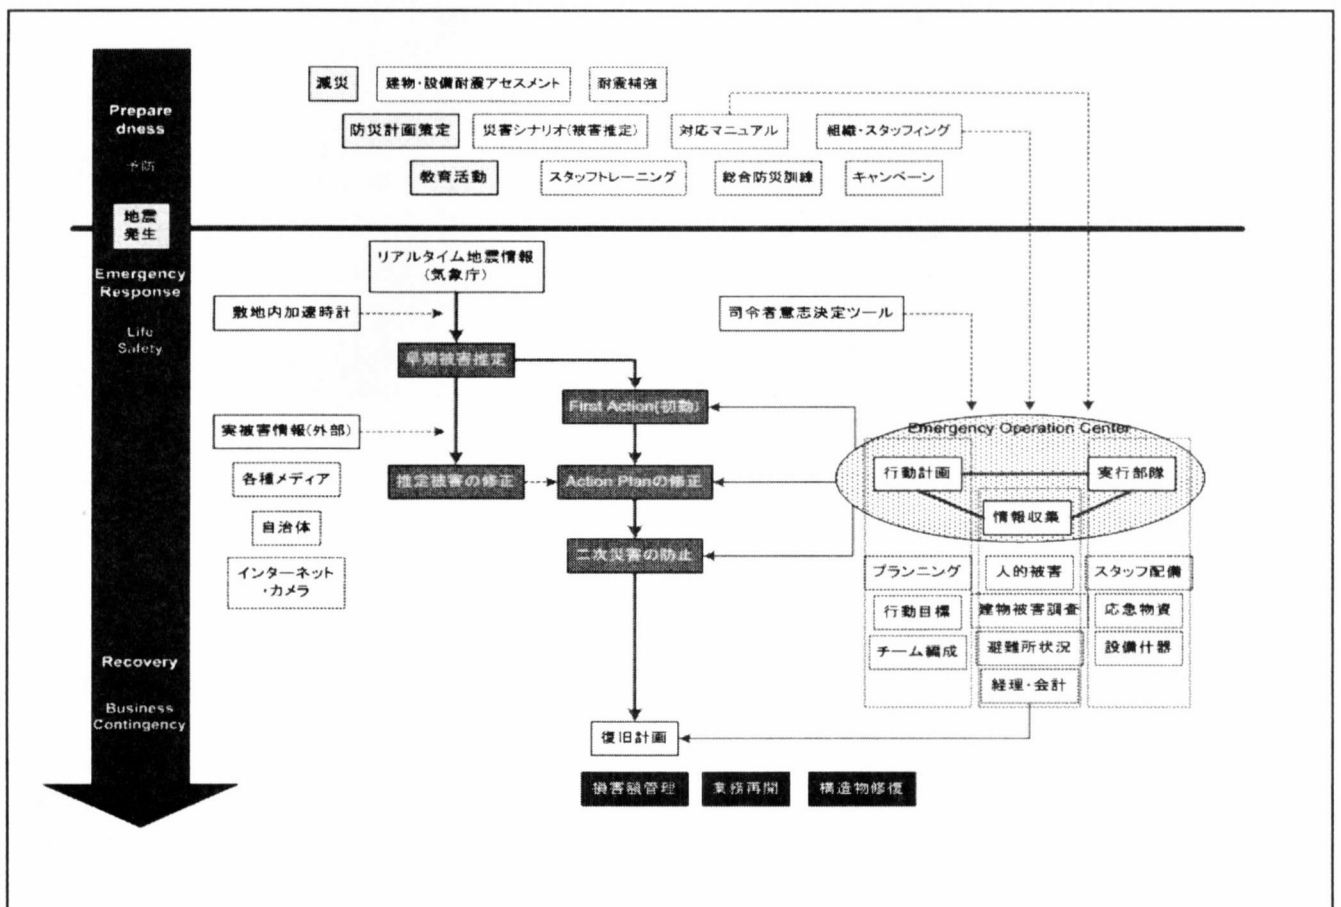 Prepare
dness
予防
地震
発生
Emergency
Response
Life
Safety
Recovery
Business
Contingency
減災
建物・設備耐震アセスメント
耐震補強
防災計画策定
災害シナリオ(被害推定)
対応マニュアル
組織・スタッフィング
教育活動
スタッフトレーニング
総合防災訓練
キャンペーン
リアルタイム地震情報
(気象庁)
敷地内加速時計
司令者意志決定ツール
早期被害推定
First Action(初動)
実被害情報(外部)
各種メディア
自治体
インターネット
・カメラ
推定被害の修正
Action Planの修正
二次災害の防止
Emergency Operation Center
行動計画
実行部隊
情報収集
プランニング
人的被害
スタッフ配備
行動目標
建物被害調査
応急物資
チーム編成
避難所状況
設備什器
経理・会計
復旧計画
損害額管理
業務再開
構造物修復